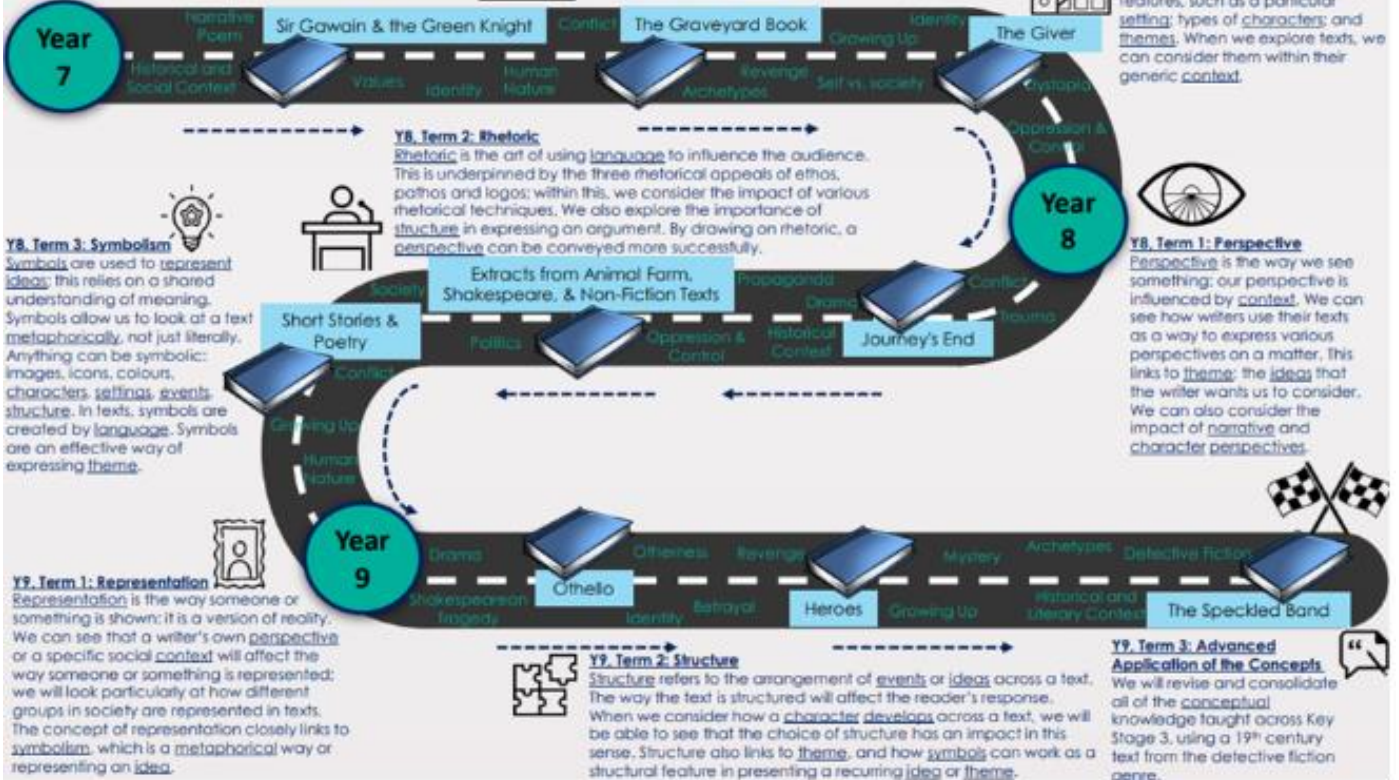 features, such as a particular
setting; types of characters; and
themes. When we explore texts, we
can consider them within their
generic context.
Year
7
Narrative
Poem
Sir Gawain & the Green Knight
Conflict
The Graveyard Book
Growing Up
Identity
The Giver
Historical and
Social Context
Values
Identity
Human
Nature
Archetypes
Revenge
Self vs. society
Dystopia
Oppression &
Control
Year
8
Y8, Term 2: Rhetoric
Rhetoric is the art of using language to influence the audience.
This is underpinned by the three rhetorical appeals of ethos,
pathos and logos; within this, we consider the impact of various
rhetorical techniques. We also explore the importance of
structure in expressing an argument. By drawing on rhetoric, a
perspective can be conveyed more successfully.
Y8, Term 1: Perspective
Perspective is the way we see
something; our perspective is
influenced by context. We can
see how writers use their texts
as a way to express various
perspectives on a matter. This
links to theme: the ideas that
the writer wants us to consider.
We can also consider the
impact of narrative and
character perspectives.
Y8, Term 3: Symbolism
Symbols are used to represent
ideas; this relies on a shared
understanding of meaning.
Symbols allow us to look at a text
metaphorically, not just literally.
Anything can be symbolic:
images, icons, colours,
characters, settings, events,
structure. In texts, symbols are
created by language. Symbols
are an effective way of
expressing theme.
Conflict
Trauma
Journey's End
Drama
Historical
Context
Propaganda
Oppression &
Control
Extracts from Animal Farm,
Shakespeare, & Non-Fiction Texts
Politics
Society
Short Stories &
Poetry
Conflict
Growing Up
Human
Nature
Year
9
Drama
Shakespearean
Tragedy
Othello
Otherness
Identity
Betrayal
Revenge
Heroes
Growing Up
Mystery
Archetypes
Historical and
Literary Context
Detective Fiction
The Speckled Band
Y9, Term 1: Representation
Representation is the way someone or
something is shown: it is a version of reality.
We can see that a writer's own perspective
or a specific social context will affect the
way someone or something is represented;
we will look particularly at how different
groups in society are represented in texts.
The concept of representation closely links to
symbolism, which is a metaphorical way or
representing an idea.
Y9, Term 2: Structure
Structure refers to the arrangement of events or ideas across a text.
The way the text is structured will affect the reader's response.
When we consider how a character develops across a text, we will
be able to see that the choice of structure has an impact in this
sense. Structure also links to theme, and how symbols can work as a
structural feature in presenting a recurring idea or theme.
Y9, Term 3: Advanced
Application of the Concepts
We will revise and consolidate
all of the conceptual
knowledge taught across Key
Stage 3, using a 19th century
text from the detective fiction
genre.